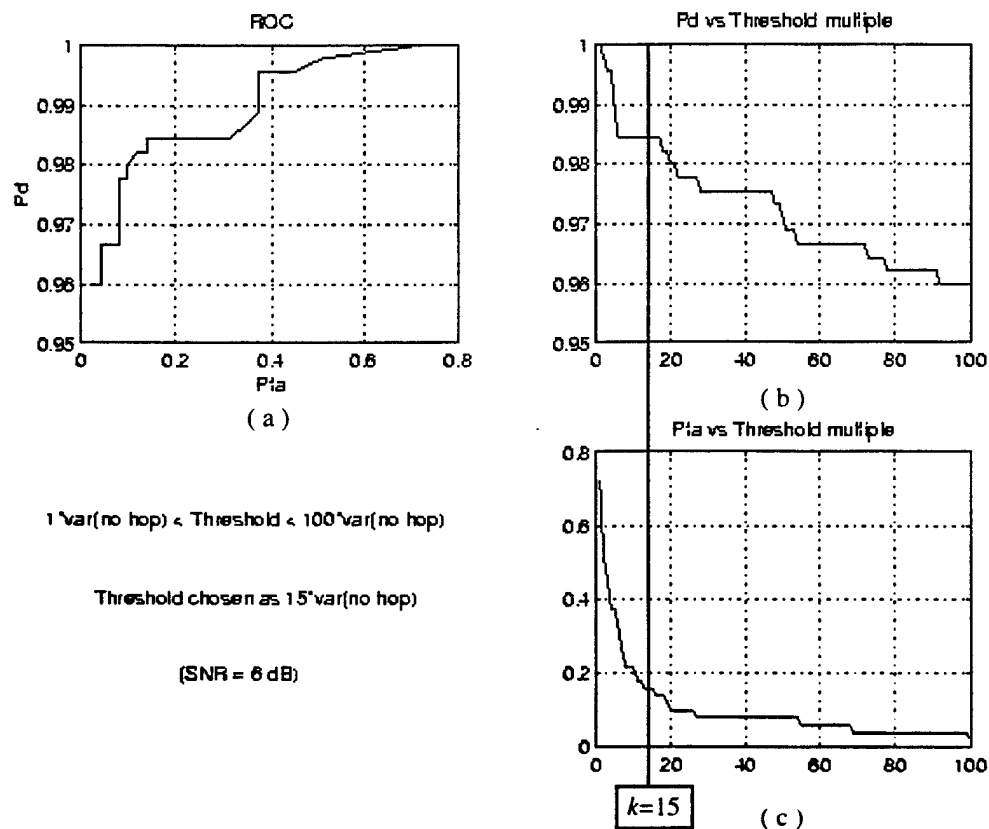 ROC
1
0.99
0.98
0.97
0.96
0.95
Pd
0
0.2
0.4
0.6
0.8
Pfa
( a )
Pd vs Threshold multiple
1
0.99
0.98
0.97
0.96
0.95
0
20
40
60
80
100
( b )
Pfa vs Threshold multiple
0.8
0.6
0.4
0.2
0
0
20
40
60
80
100
k=15
( c )
1*var(no hop) < Threshold < 100*var(no hop)
Threshold chosen as 15*var(no hop)
(SNR = 6 dB)